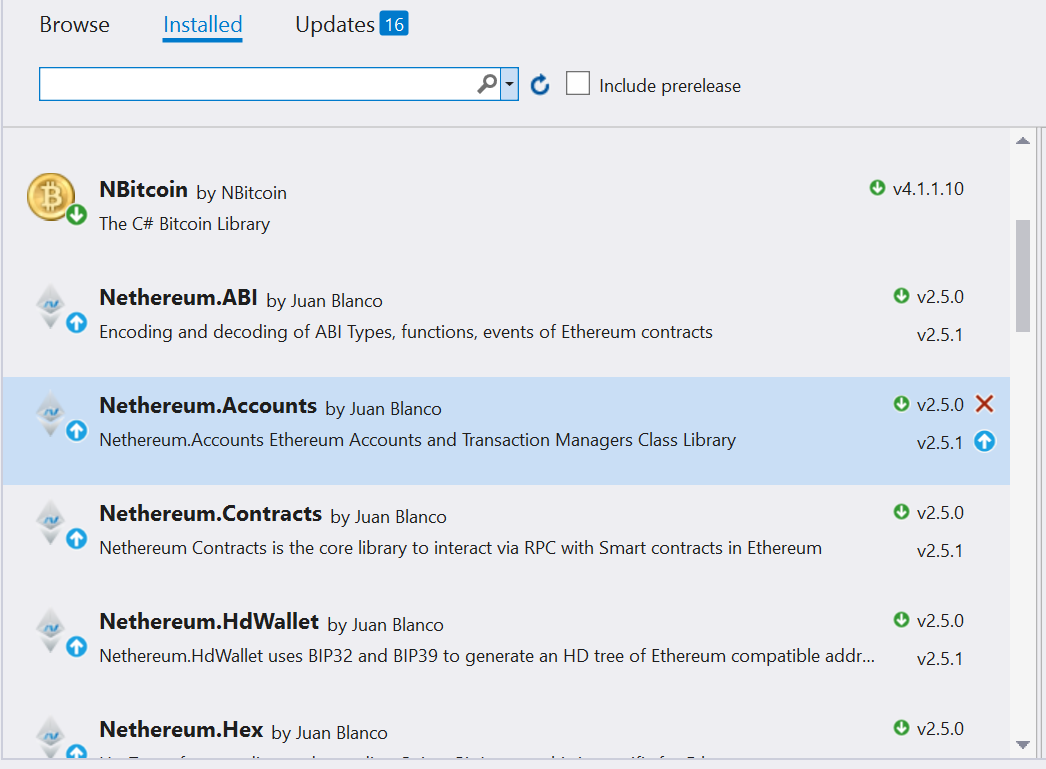 Browse Installed Updates 16
Include prerelease
NBitcoin by NBitcoin v4.1.1.10
The C# Bitcoin Library
Nethereum.ABI by Juan Blanco v2.5.0
Encoding and decoding of ABI Types, functions, events of Ethereum contracts v2.5.1
Nethereum.Accounts by Juan Blanco v2.5.0
Nethereum.Accounts Ethereum Accounts and Transaction Managers Class Library v2.5.1
Nethereum.Contracts by Juan Blanco v2.5.0
Nethereum Contracts is the core library to interact via RPC with Smart contracts in Ethereum v2.5.1
Nethereum.HdWallet by Juan Blanco v2.5.0
Nethereum.HdWallet uses BIP32 and BIP39 to generate an HD tree of Ethereum compatible addr... v2.5.1
Nethereum.Hex by Juan Blanco v2.5.0